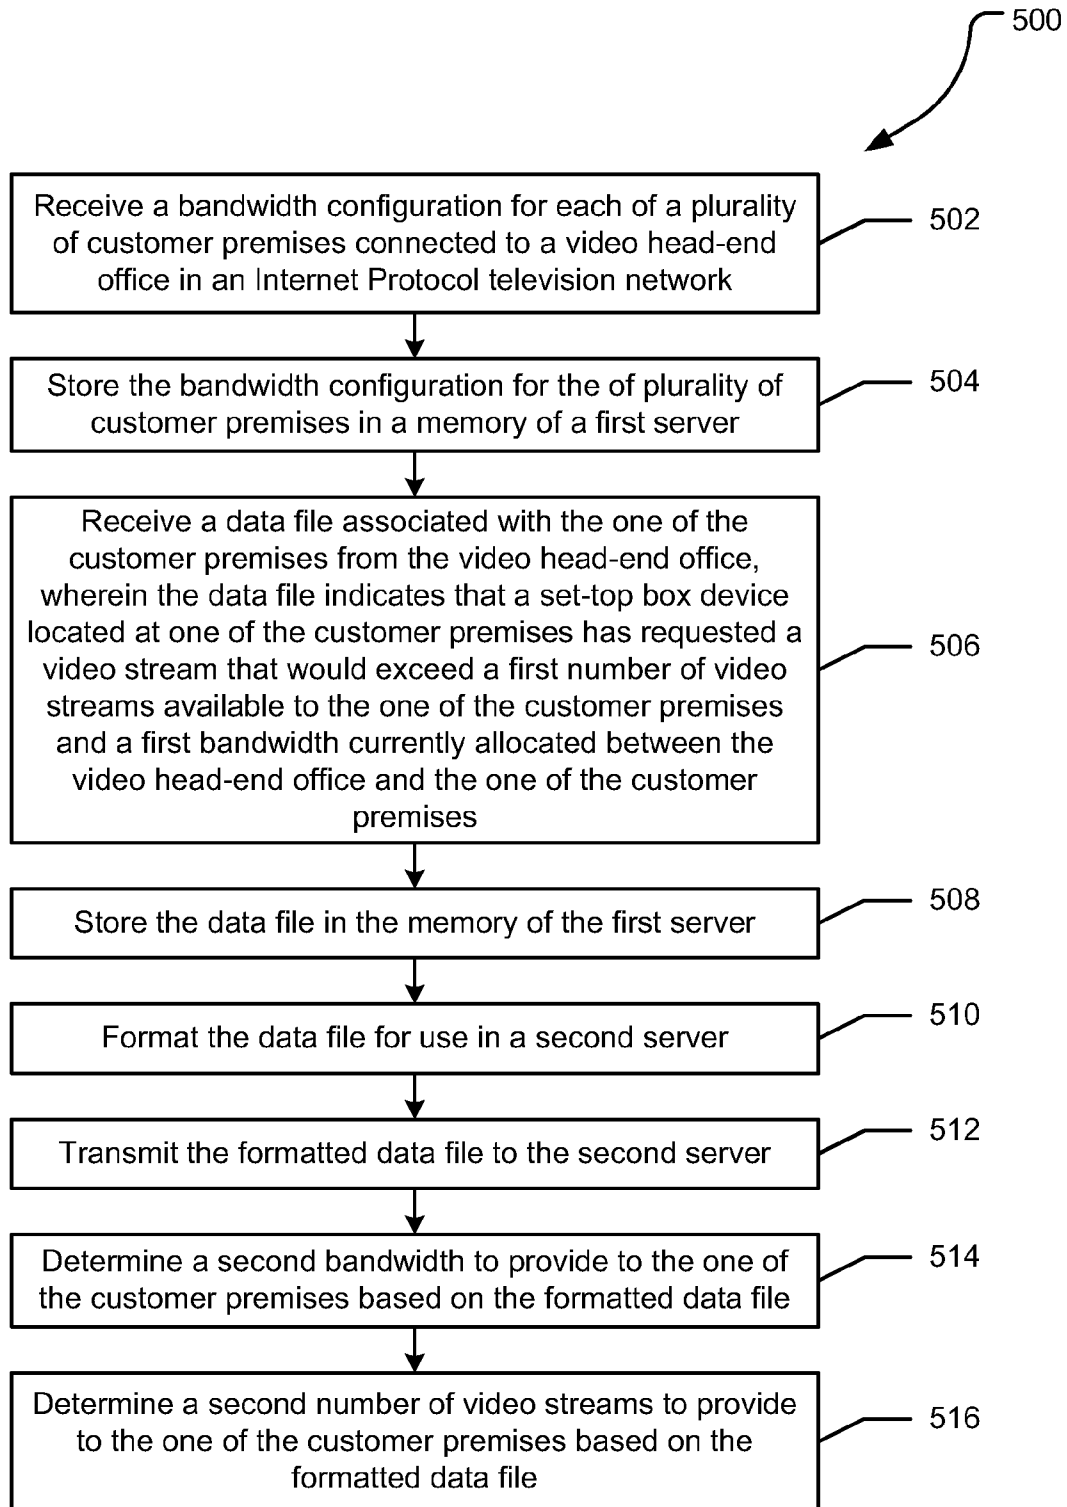 500
Receive a bandwidth configuration for each of a plurality
of customer premises connected to a video head-end
office in an Internet Protocol television network
502
Store the bandwidth configuration for the of plurality of
customer premises in a memory of a first server
504
Receive a data file associated with the one of the
customer premises from the video head-end office,
wherein the data file indicates that a set-top box device
located at one of the customer premises has requested a
video stream that would exceed a first number of video
streams available to the one of the customer premises
and a first bandwidth currently allocated between the
video head-end office and the one of the customer
premises
506
Store the data file in the memory of the first server
508
Format the data file for use in a second server
510
Transmit the formatted data file to the second server
512
Determine a second bandwidth to provide to the one of
the customer premises based on the formatted data file
514
Determine a second number of video streams to provide
to the one of the customer premises based on the
formatted data file
516